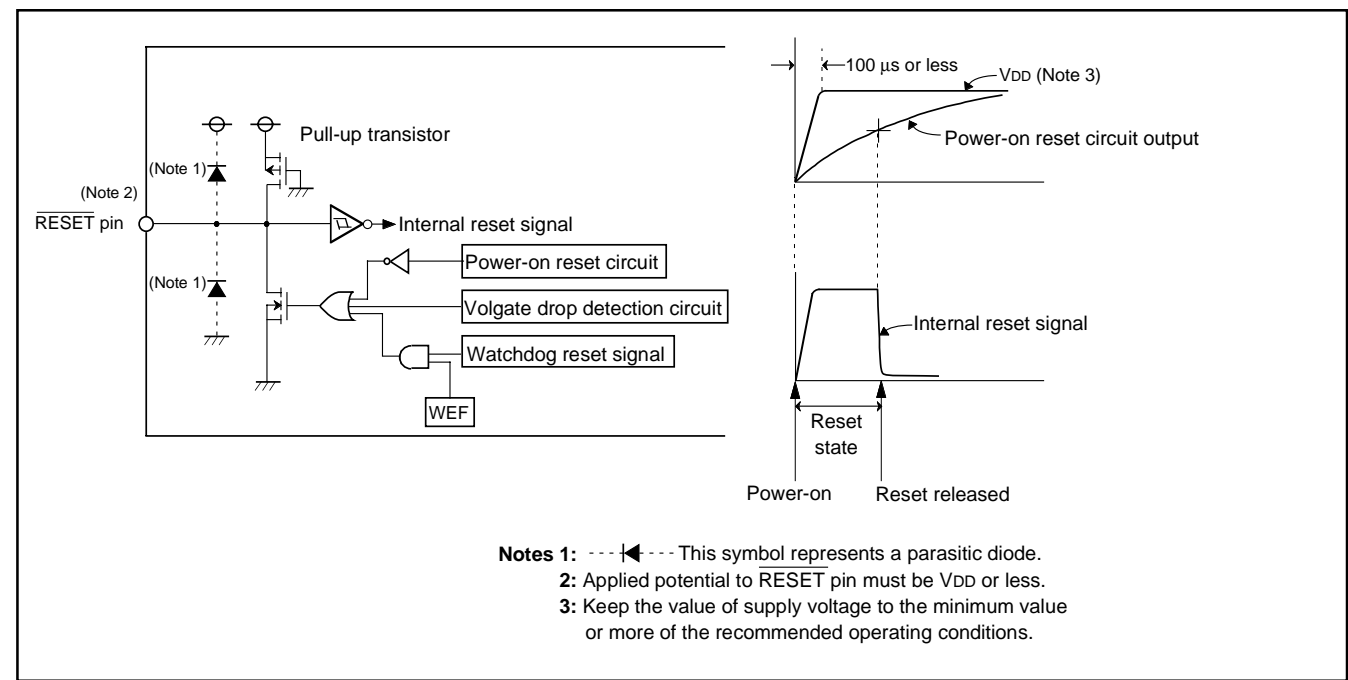 Pull-up transistor
(Note 1)
(Note 2)
RESET pin
Internal reset signal
Power-on reset circuit
(Note 1)
Volgate drop detection circuit
Watchdog reset signal
WEF
100 µs or less
VDD (Note 3)
Power-on reset circuit output
Internal reset signal
Reset
state
Power-on
Reset released
Notes 1: This symbol represents a parasitic diode.
2: Applied potential to RESET pin must be VDD or less.
3: Keep the value of supply voltage to the minimum value
or more of the recommended operating conditions.